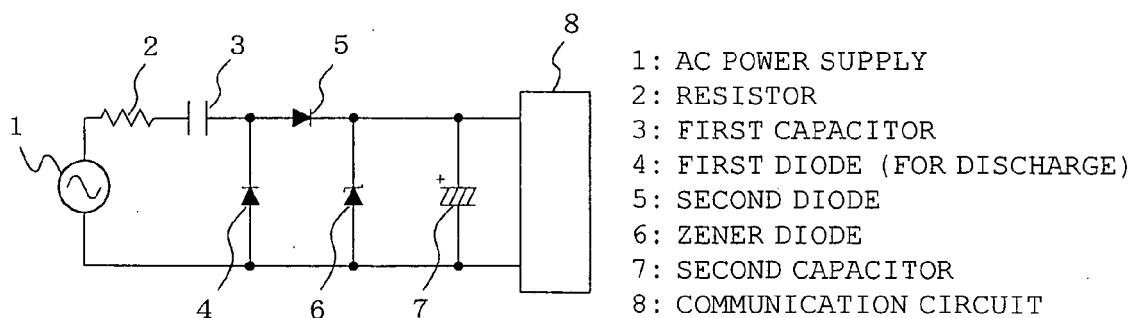 8
2
3
5
1
4
6
+
7
1: AC POWER SUPPLY
2: RESISTOR
3: FIRST CAPACITOR
4: FIRST DIODE (FOR DISCHARGE)
5: SECOND DIODE
6: ZENER DIODE
7: SECOND CAPACITOR
8: COMMUNICATION CIRCUIT